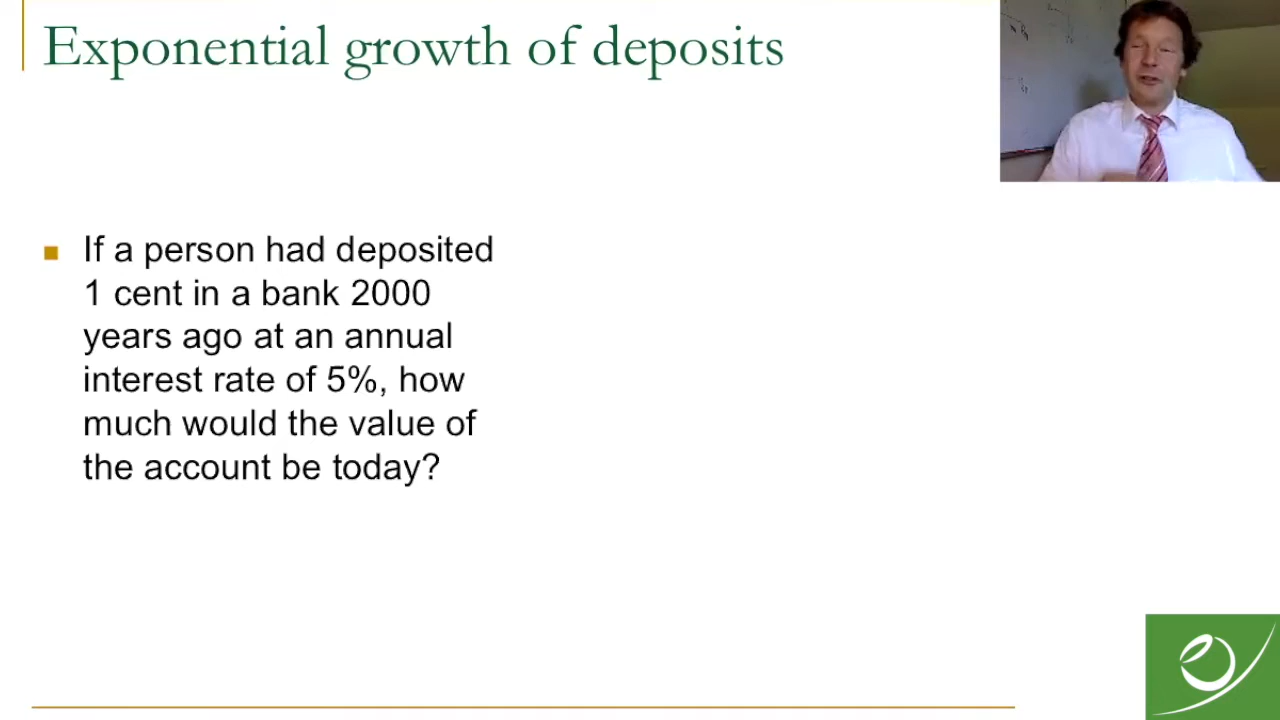 Exponential growth of deposits
If a person had deposited
1 cent in a bank 2000
years ago at an annual
interest rate of 5%, how
much would the value of
the account be today?